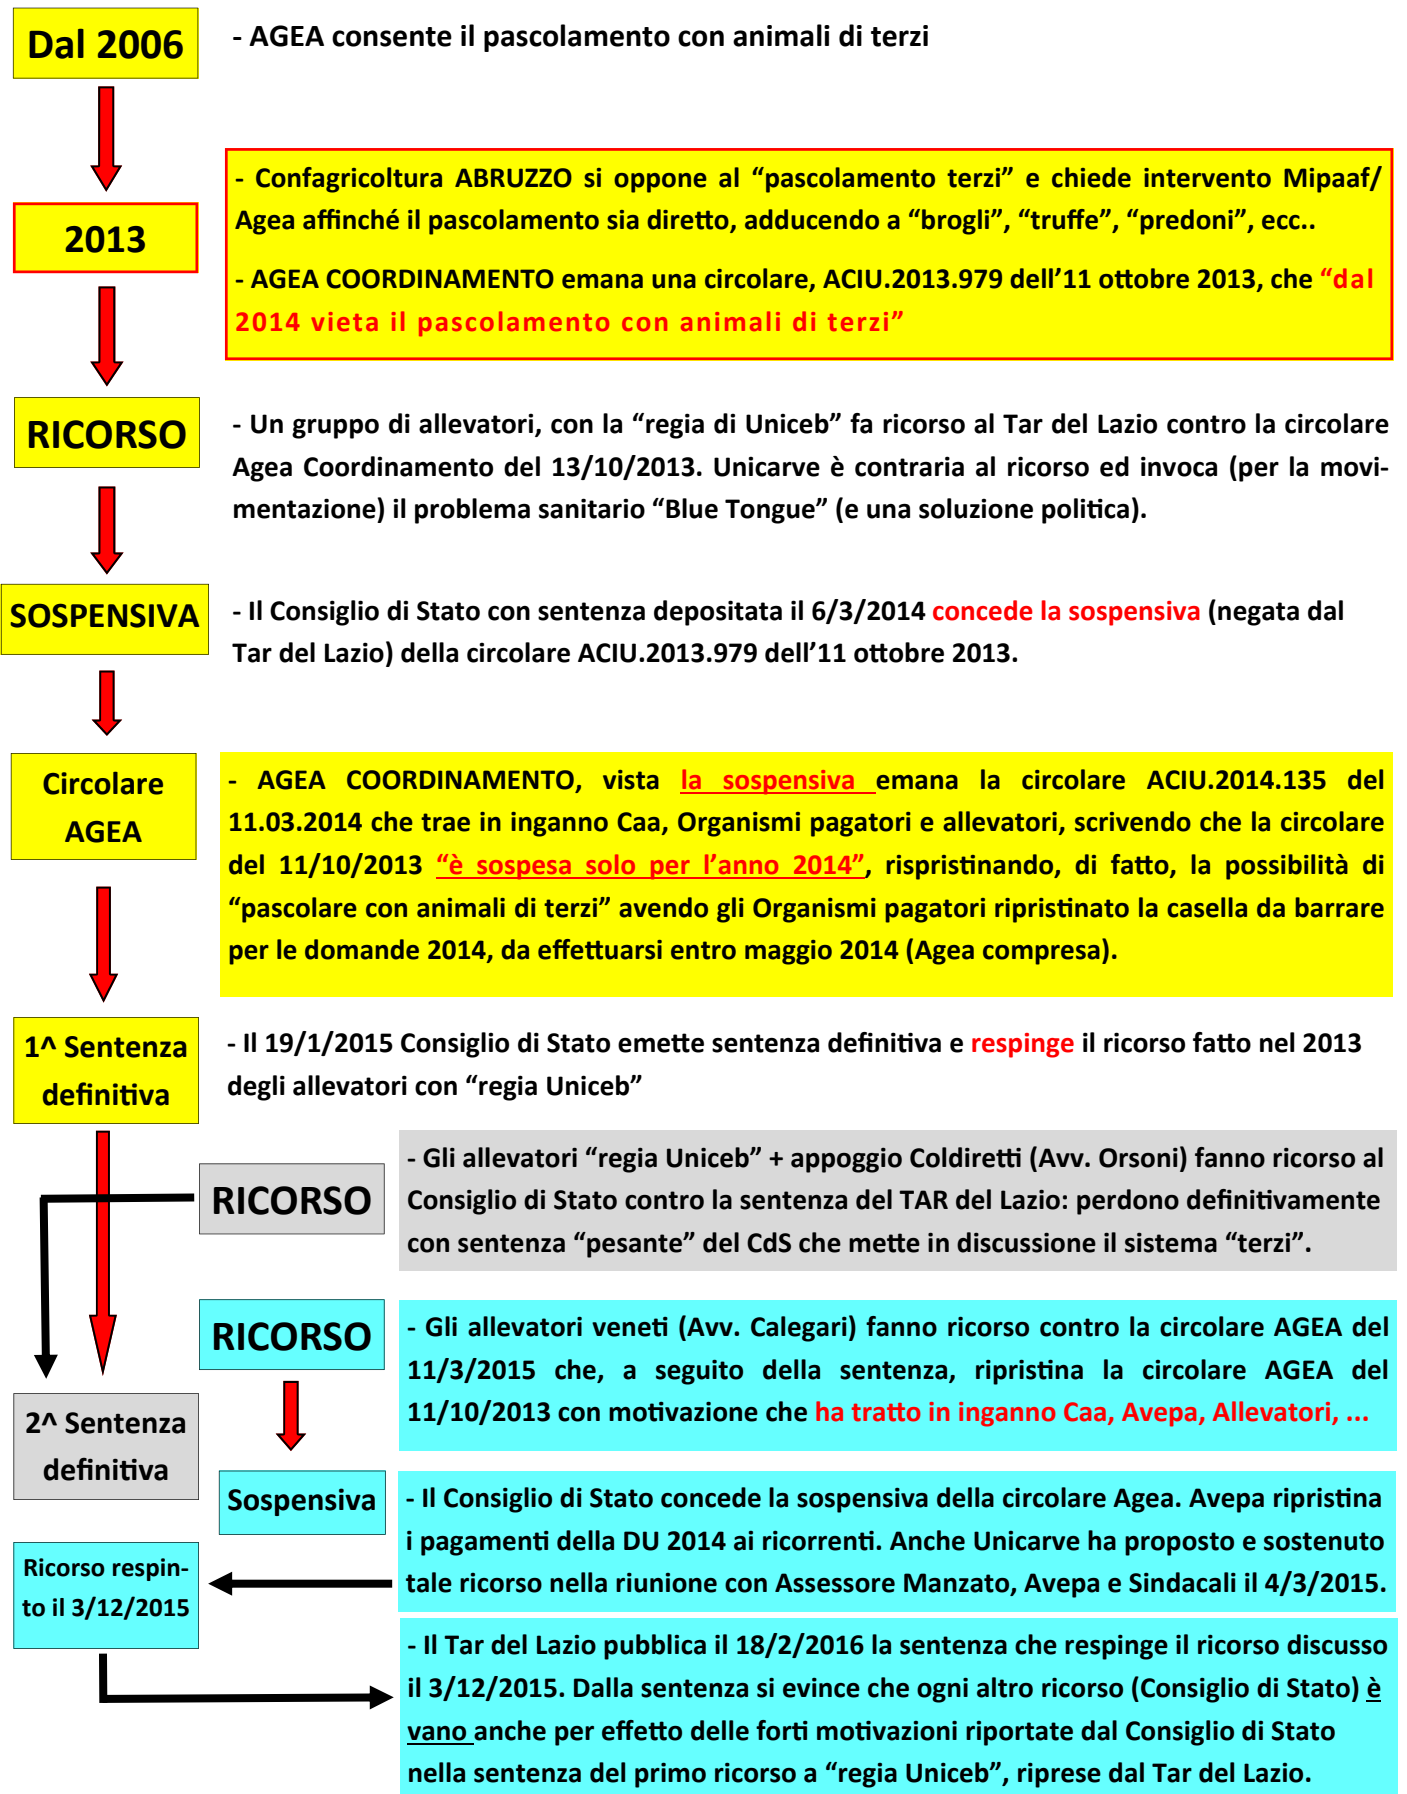 Dal 2006
- AGEA consente il pascolamento con animali di terzi
2013
- Confagricoltura ABRUZZO si oppone al “pascolamento terzi” e chiede intervento Mipaaf/
Agea affinché il pascolamento sia diretto, adducendo a “brogli”, “truffe”, “predoni”, ecc..
- AGEA COORDINAMENTO emana una circolare, ACIU.2013.979 dell’11 ottobre 2013, che “dal
2014 vieta il pascolamento con animali di terzi”
RICORSO
- Un gruppo di allevatori, con la “regia di Uniceb” fa ricorso al Tar del Lazio contro la circolare
Agea Coordinamento del 13/10/2013. Unicarve è contraria al ricorso ed invoca (per la movi-
mentazione) il problema sanitario “Blue Tongue” (e una soluzione politica).
SOSPENSIVA
- Il Consiglio di Stato con sentenza depositata il 6/3/2014 concede la sospensiva (negata dal
Tar del Lazio) della circolare ACIU.2013.979 dell’11 ottobre 2013.
Circolare
AGEA
- AGEA COORDINAMENTO, vista la sospensiva emana la circolare ACIU.2014.135 del
11.03.2014 che trae in inganno Caa, Organismi pagatori e allevatori, scrivendo che la circolare
del 11/10/2013 “è sospesa solo per l’anno 2014”, rispristinando, di fatto, la possibilità di
“pascolare con animali di terzi” avendo gli Organismi pagatori ripristinato la casella da barrare
per le domande 2014, da effettuarsi entro maggio 2014 (Agea compresa).
1^ Sentenza
definitiva
- Il 19/1/2015 Consiglio di Stato emette sentenza definitiva e respinge il ricorso fatto nel 2013
degli allevatori con “regia Uniceb”
RICORSO
- Gli allevatori “regia Uniceb” + appoggio Coldiretti (Avv. Orsoni) fanno ricorso al
Consiglio di Stato contro la sentenza del TAR del Lazio: perdono definitivamente
con sentenza “pesante” del CdS che mette in discussione il sistema “terzi”.
RICORSO
- Gli allevatori veneti (Avv. Calegari) fanno ricorso contro la circolare AGEA del
11/3/2015 che, a seguito della sentenza, ripristina la circolare AGEA del
11/10/2013 con motivazione che ha tratto in inganno Caa, Avepa, Allevatori, ...
2^ Sentenza
definitiva
Sospensiva
- Il Consiglio di Stato concede la sospensiva della circolare Agea. Avepa ripristina
i pagamenti della DU 2014 ai ricorrenti. Anche Unicarve ha proposto e sostenuto
tale ricorso nella riunione con Assessore Manzato, Avepa e Sindacali il 4/3/2015.
Ricorso respin-
to il 3/12/2015
- Il Tar del Lazio pubblica il 18/2/2016 la sentenza che respinge il ricorso discusso
il 3/12/2015. Dalla sentenza si evince che ogni altro ricorso (Consiglio di Stato) è
vano anche per effetto delle forti motivazioni riportate dal Consiglio di Stato
nella sentenza del primo ricorso a “regia Uniceb”, riprese dal Tar del Lazio.